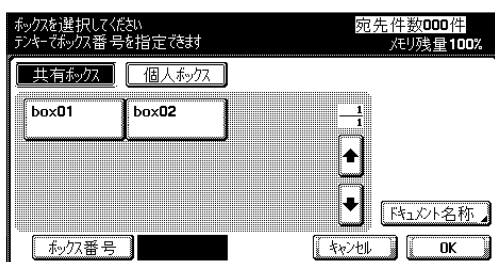 ボックスを選択してください
宛先件数000件
テンキーでボックス番号を指定できます
メモリ残量100%
共有ボックス
個人ボックス
box01
box02
1
1
ドキュメント名称
ボックス番号
キャンセル
OK